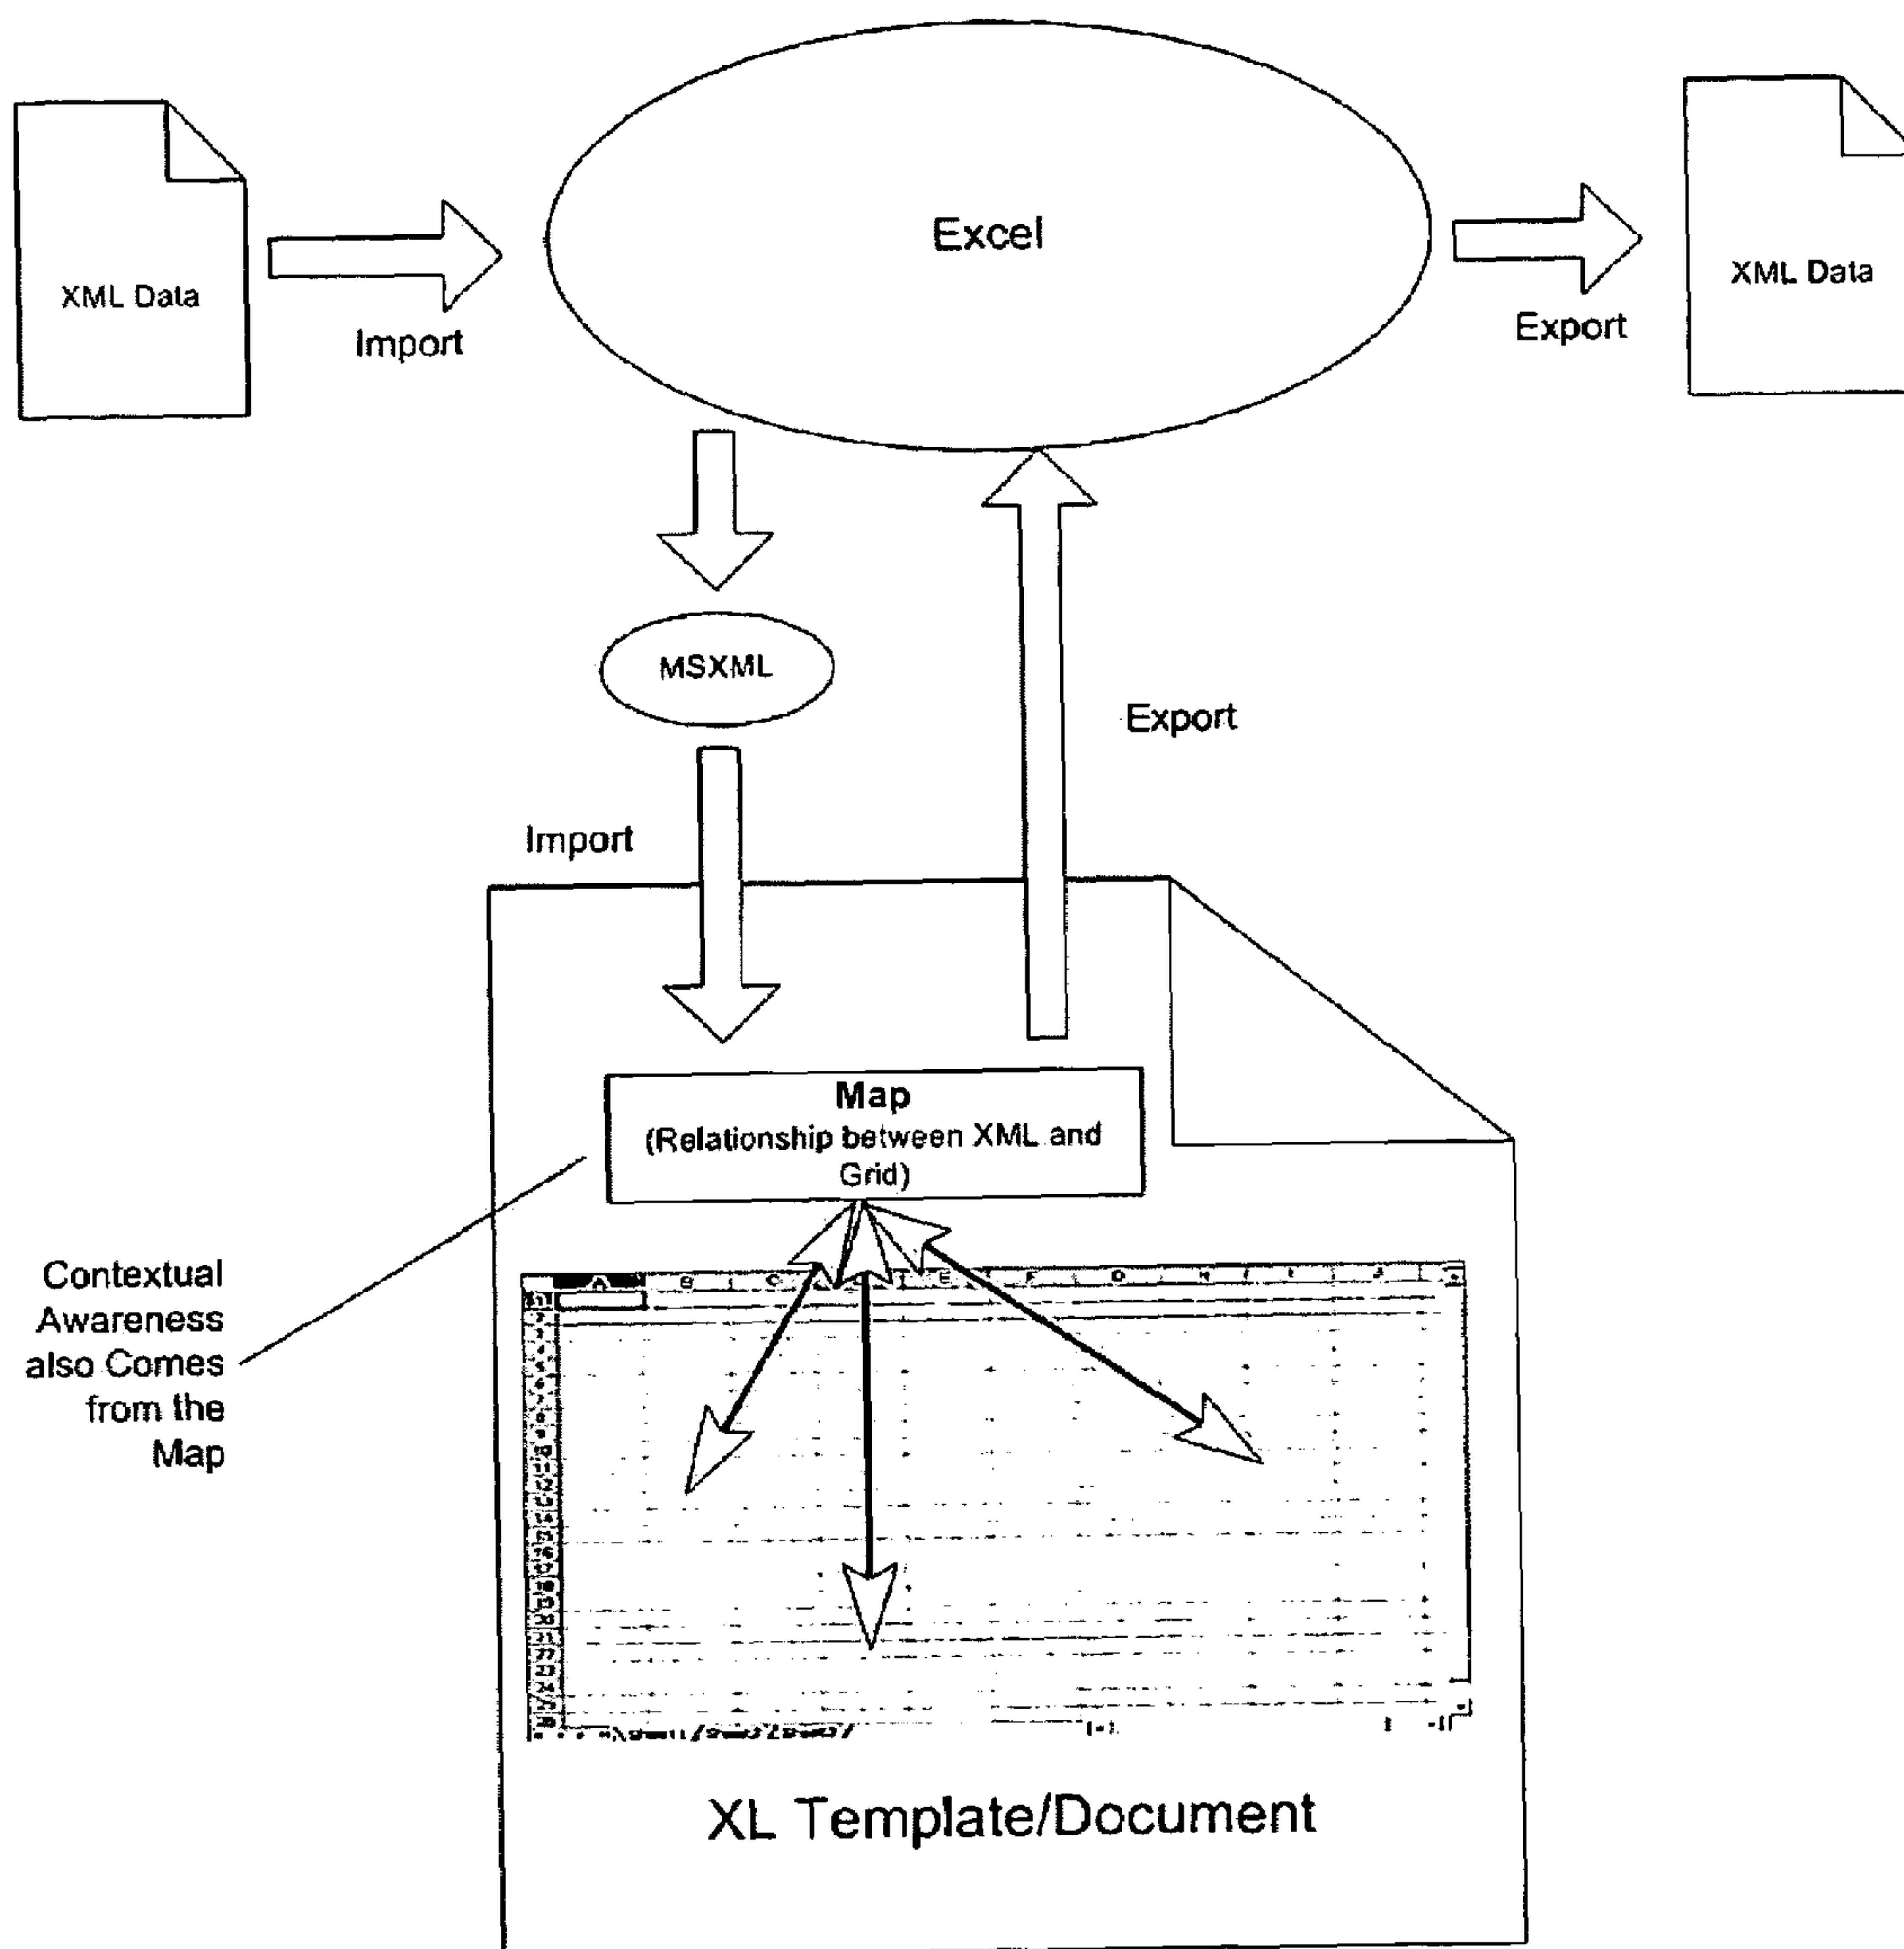 Excel
XML Data
XML Data
Import
Export
MSXML
Export
Import
Map
(Relationship between XML and
Grid)
Contextual
Awareness
also Comes
from the
Map
A B C E F G H I J
XL Template/Document